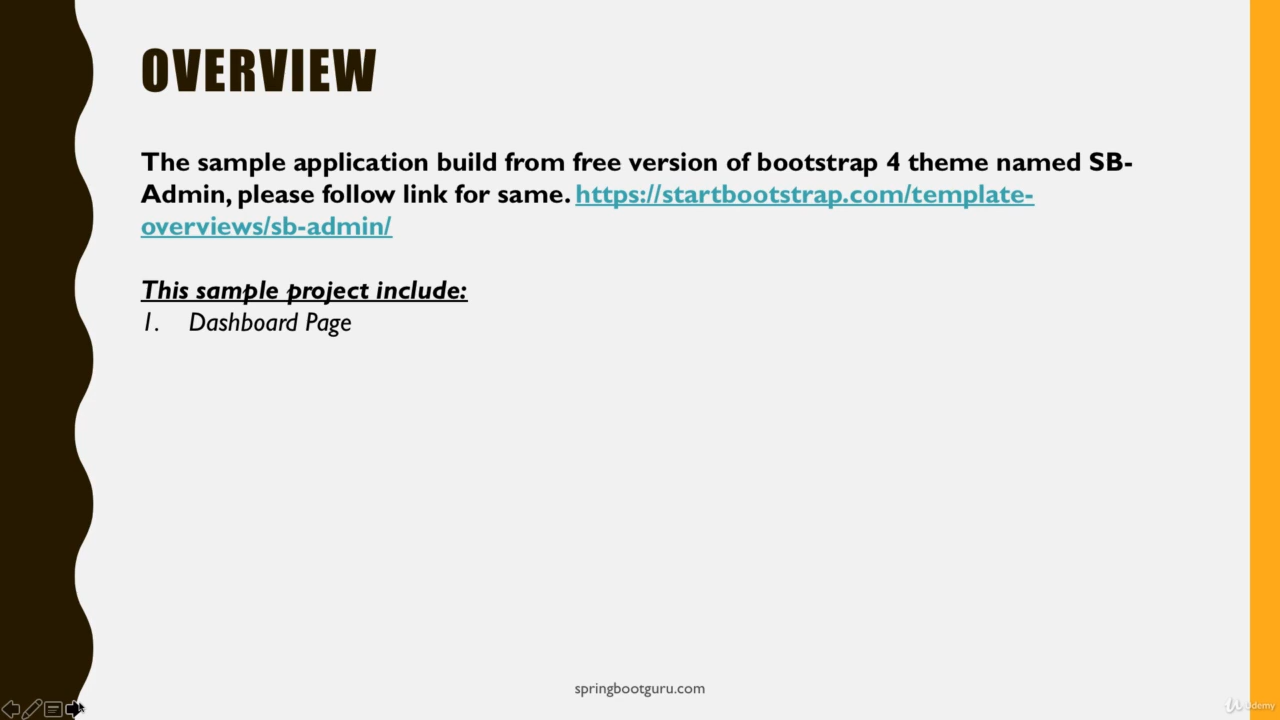 OVERVIEW
The sample application build from free version of bootstrap 4 theme named SB-
Admin, please follow link for same. https://startbootstrap.com/template-
overviews/sb-admin/
This sample project include:
1. Dashboard Page
springbootguru.com
Udemy